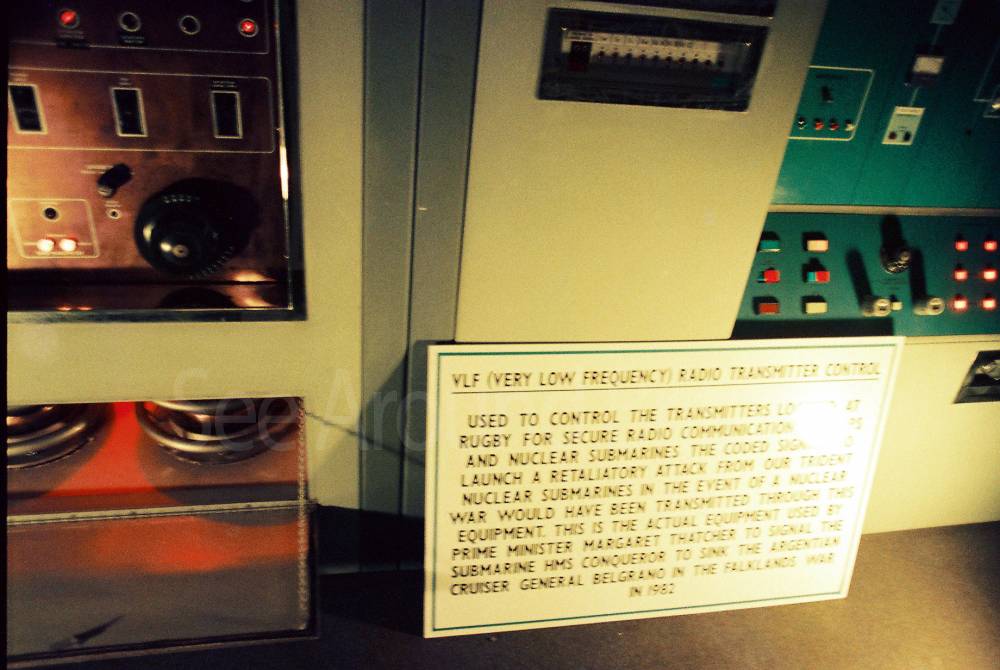 VLF (VERY LOW FREQUENCY) RADIO TRANSMITTER CONTROL
USED TO CONTROL THE TRANSMITTERS AT
RUGBY FOR SECURE RADIO COMMUNICATION
AND NUCLEAR SUBMARINES THE CODED
LAUNCH A RETALIATORY ATTACK FROM OUR TRIDENT
NUCLEAR SUBMARINES IN THE EVENT OF A NUCLEAR
WAR WOULD HAVE BEEN TRANSMITTED THROUGH THIS
EQUIPMENT. THIS IS THE ACTUAL EQUIPMENT USED BY
PRIME MINISTER MARGARET THATCHER TO SIGNAL THE
SUBMARINE HMS CONQUEROR TO SINK THE ARGENTIAN
CRUISER GENERAL BELGRANO IN THE FALKLANDS WAR
IN 1982